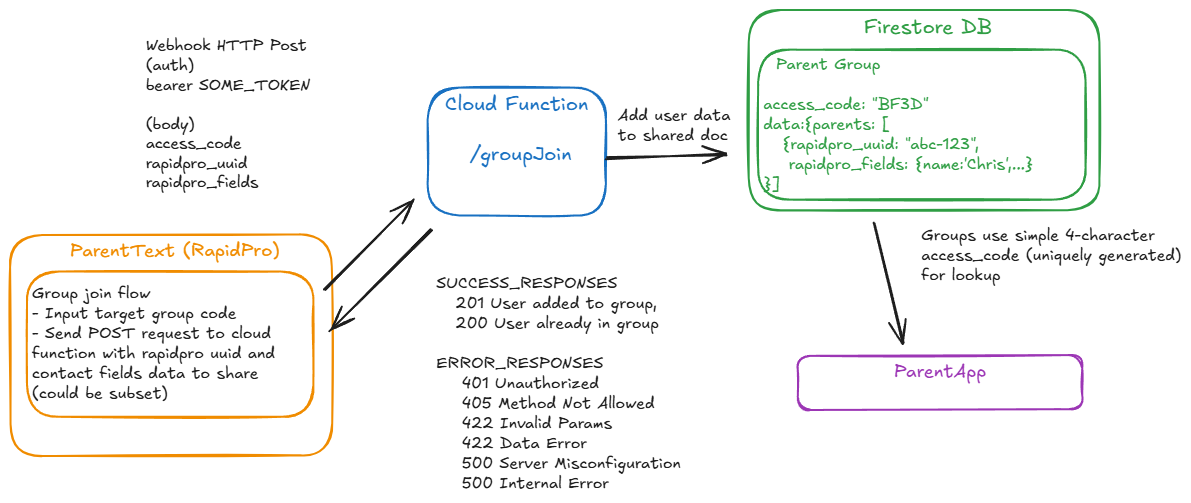 Webhook HTTP Post
(auth)
bearer SOME_TOKEN
(body)
access_code
rapidpro_uuid
rapidpro_fields
ParentText (RapidPro)
Group join flow
- Input target group code
- Send POST request to cloud
function with rapidpro uuid and
contact fields data to share
(could be subset)
Cloud Function
/groupJoin
SUCCESS_RESPONSES
201 User added to group,
200 User already in group
ERROR_RESPONSES
401 Unauthorized
405 Method Not Allowed
422 Invalid Params
422 Data Error
500 Server Misconfiguration
500 Internal Error
Add user data
to shared doc
Firestore DB
Parent Group
access_code: "BF3D"
data:{parents: [
{rapidpro_uuid: "abc-123",
rapidpro_fields: {name:'Chris',...}
}]
Groups use simple 4-character
access_code (uniquely generated)
for lookup
ParentApp